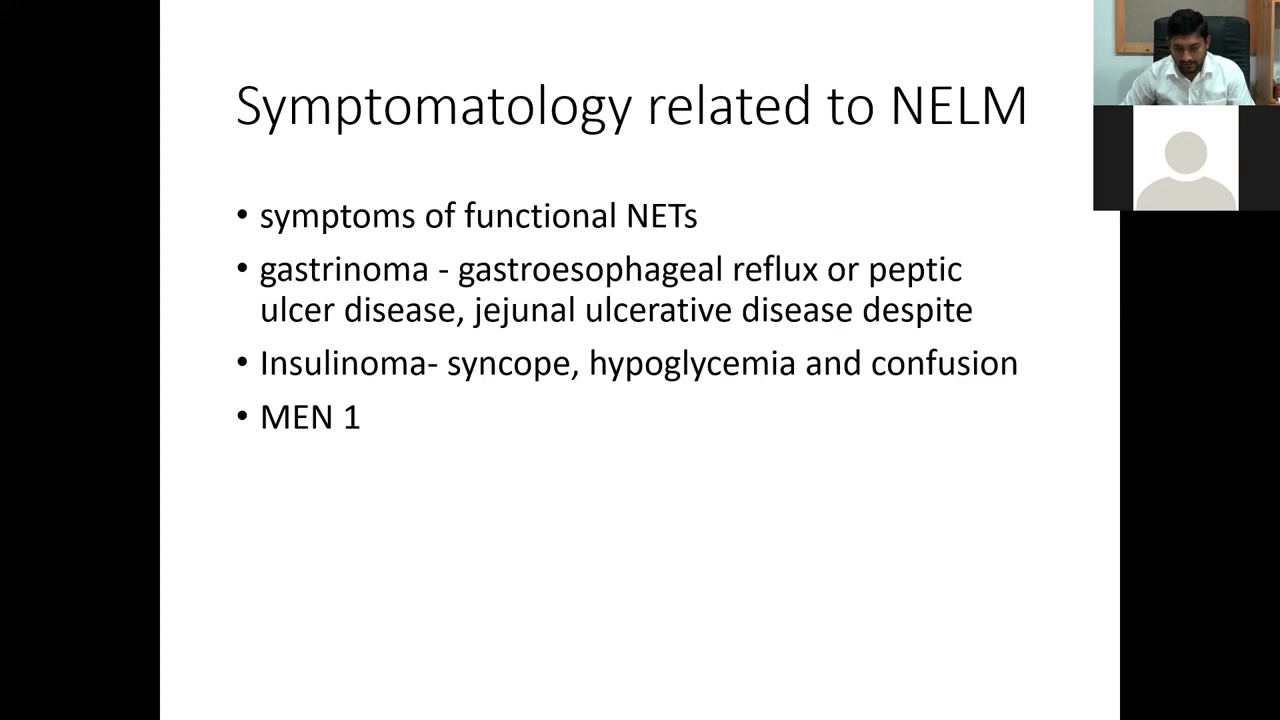 Symptomatology related to NELM
• symptoms of functional NETs
• gastrinoma - gastroesophageal reflux or peptic
ulcer disease, jejunal ulcerative disease despite
• Insulinoma- syncope, hypoglycemia and confusion
• MEN 1